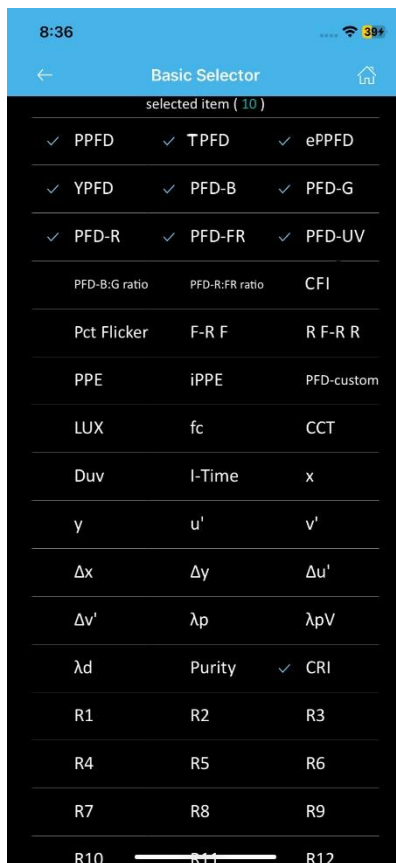 8:36 39
Basic Selector
selected item ( 10 )
PPFD TPFD ePPFD
YPFD PFD-B PFD-G
PFD-R PFD-FR PFD-UV
PFD-B:G ratio PFD-R:FR ratio CFI
Pct Flicker F-R F R F-R R
PPE iPPE PFD-custom
LUX fc CCT
Duv I-Time x
y u' v'
Δx Δy Δu'
Δv' λp λpV
λd Purity CRI
R1 R2 R3
R4 R5 R6
R7 R8 R9
R10 R11 R12